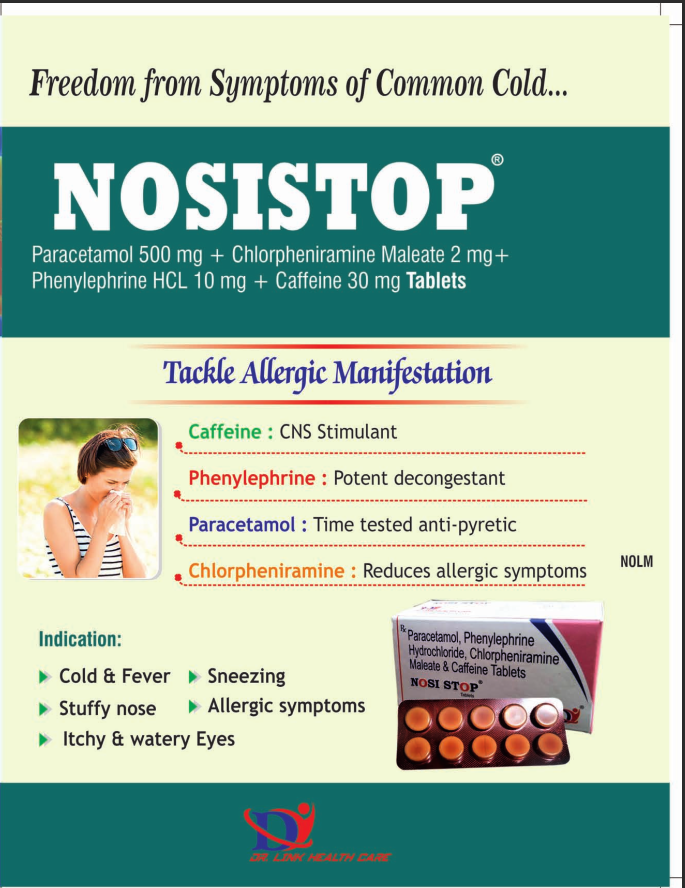 Freedom from Symptoms of Common Cold...
NOSISTOP®
Paracetamol 500 mg + Chlorpheniramine Maleate 2 mg+
Phenylephrine HCL 10 mg + Caffeine 30 mg Tablets
Tackle Allergic Manifestation
Caffeine : CNS Stimulant
Phenylephrine : Potent decongestant
Paracetamol : Time tested anti-pyretic
Chlorpheniramine : Reduces allergic symptoms
NOLM
Indication:
Cold & Fever
Sneezing
Stuffy nose
Allergic symptoms
Itchy & watery Eyes
Rx Paracetamol, Phenylephrine
Hydrochloride, Chlorpheniramine
Maleate & Caffeine Tablets
NOSI STOP®
Tablets
DR. LINK HEALTH CARE